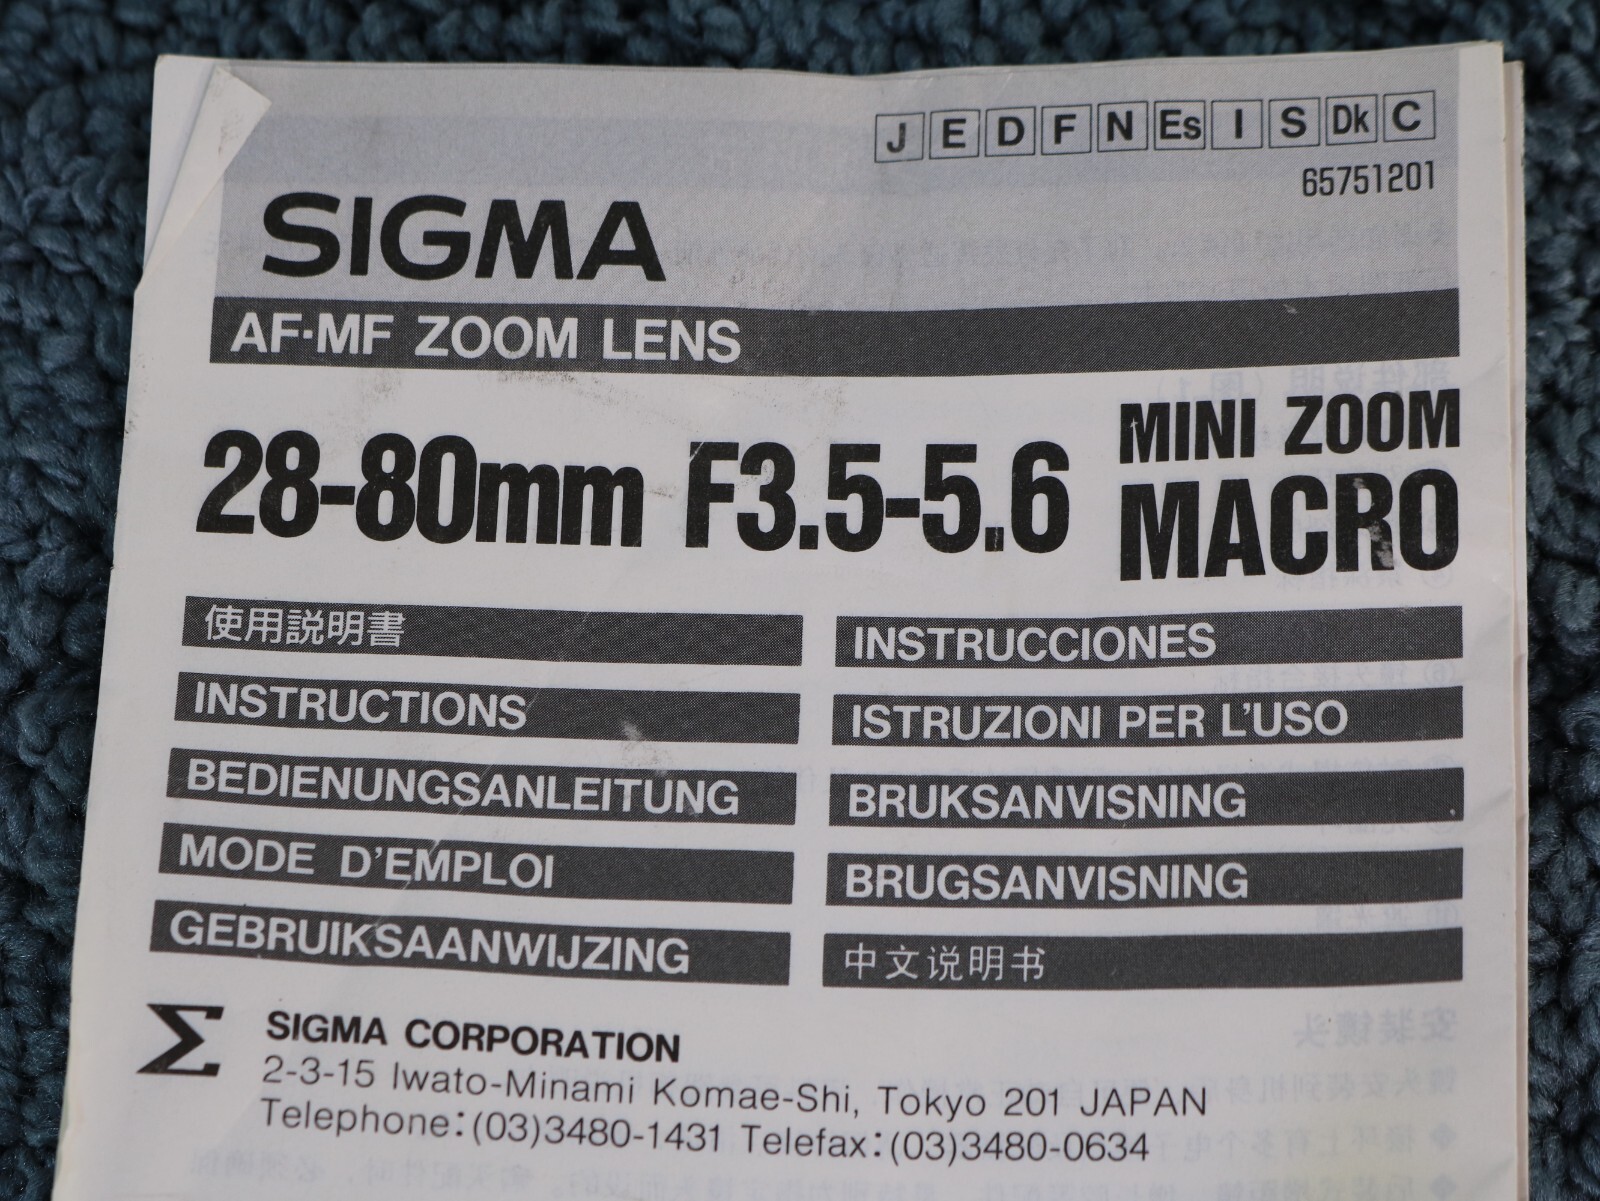 J E D F N Es I S Dk C
65751201
SIGMA
AF·MF ZOOM LENS
28-80mm F3.5-5.6 MINI ZOOM
MACRO
使用説明書
INSTRUCTIONS
BEDIENUNGSANLEITUNG
MODE D'EMPLOI
GEBRUIKSAANWIJZING
INSTRUCCIONES
ISTRUZIONI PER L'USO
BRUKSANVISNING
BRUGSANVISNING
中文说明书
Σ
SIGMA CORPORATION
2-3-15 Iwato-Minami Komae-Shi, Tokyo 201 JAPAN
Telephone:(03)3480-1431 Telefax:(03)3480-0634